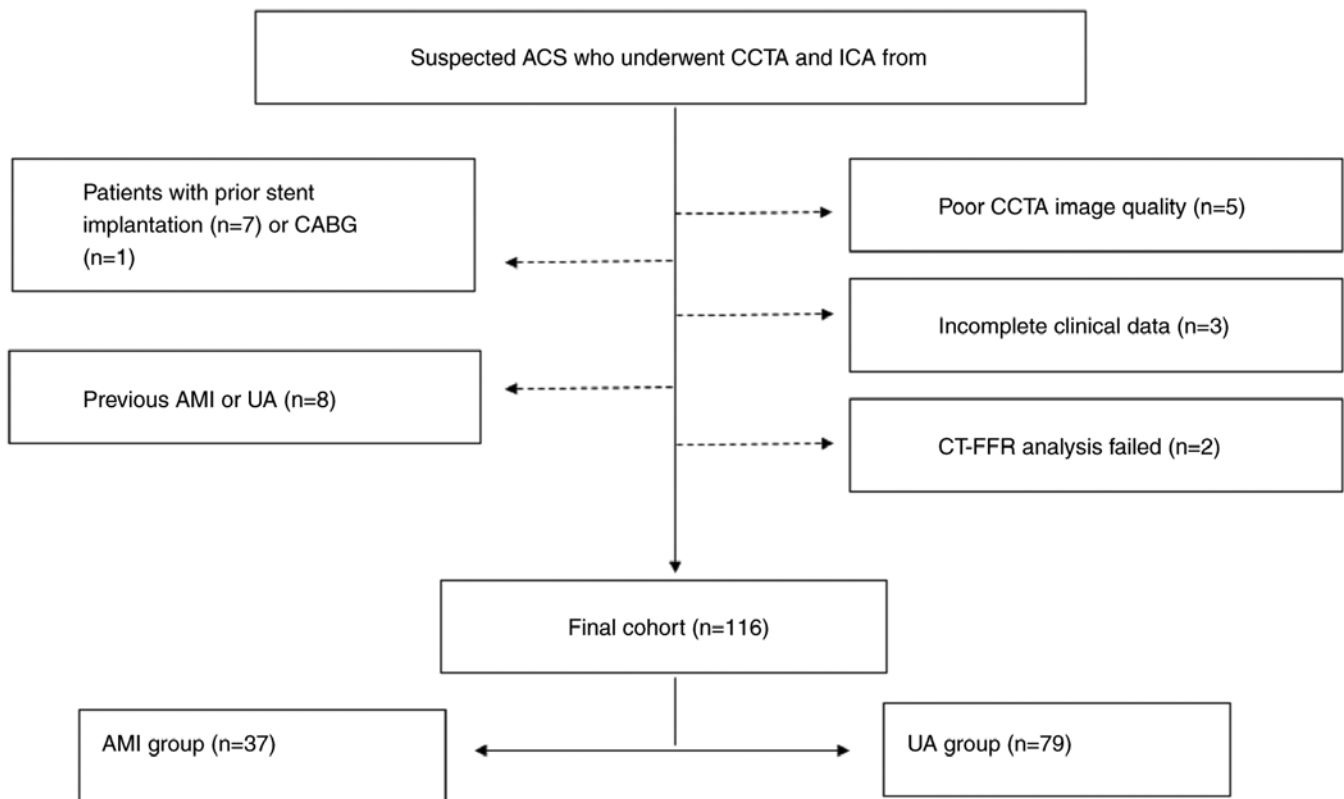 Suspected ACS who underwent CCTA and ICA from
Patients with prior stent
implantation (n=7) or CABG
(n=1)
Poor CCTA image quality (n=5)
Incomplete clinical data (n=3)
Previous AMI or UA (n=8)
CT-FFR analysis failed (n=2)
Final cohort (n=116)
AMI group (n=37)
UA group (n=79)